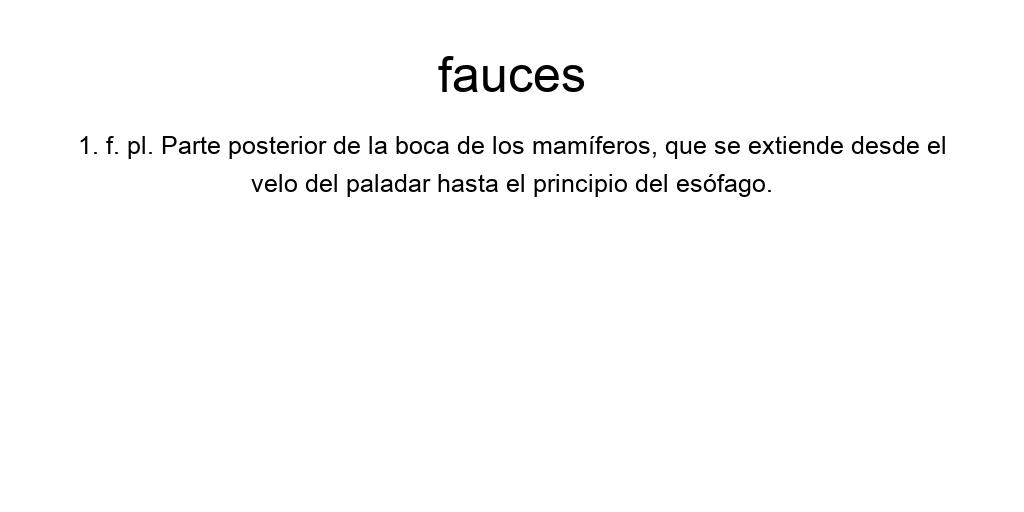 fauces
1. f. pl. Parte posterior de la boca de los mamíferos, que se extiende desde el
velo del paladar hasta el principio del esófago.